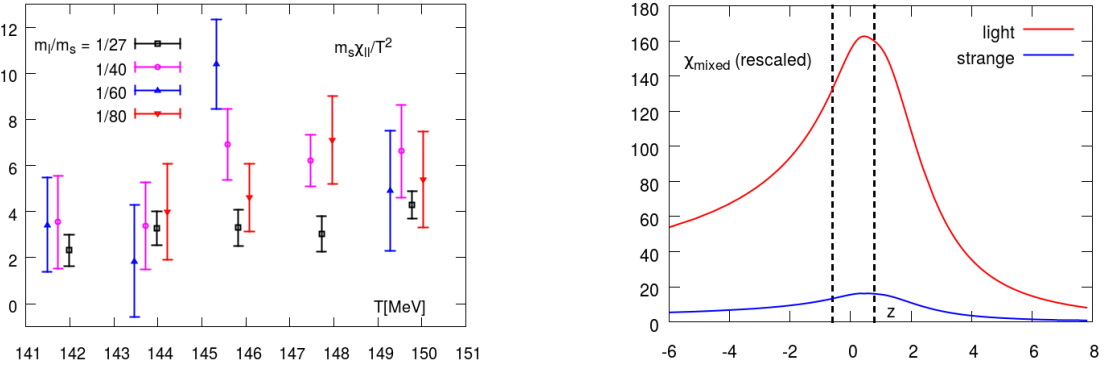 12
10
8
6
4
2
0
m_l/m_s = 1/27
1/40
1/60
1/80
m_sχ_ll/T^2
T[MeV]
141 142 143 144 145 146 147 148 149 150 151
180
160
140
120
100
80
60
40
20
0
χ_mixed (rescaled)
light
strange
z
-6 -4 -2 0 2 4 6 8